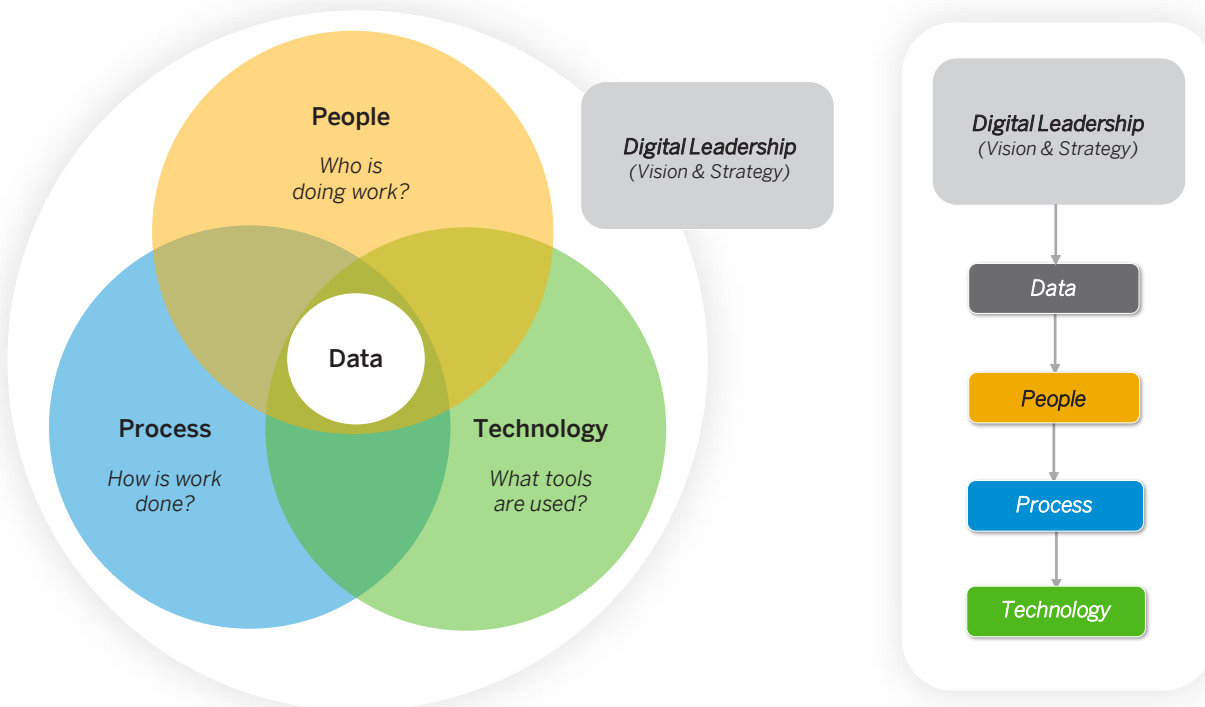 People
Who is
doing work?
Digital Leadership
(Vision & Strategy)
Data
Process
How is work
done?
Technology
What tools
are used?
Digital Leadership
(Vision & Strategy)
Data
People
Process
Technology